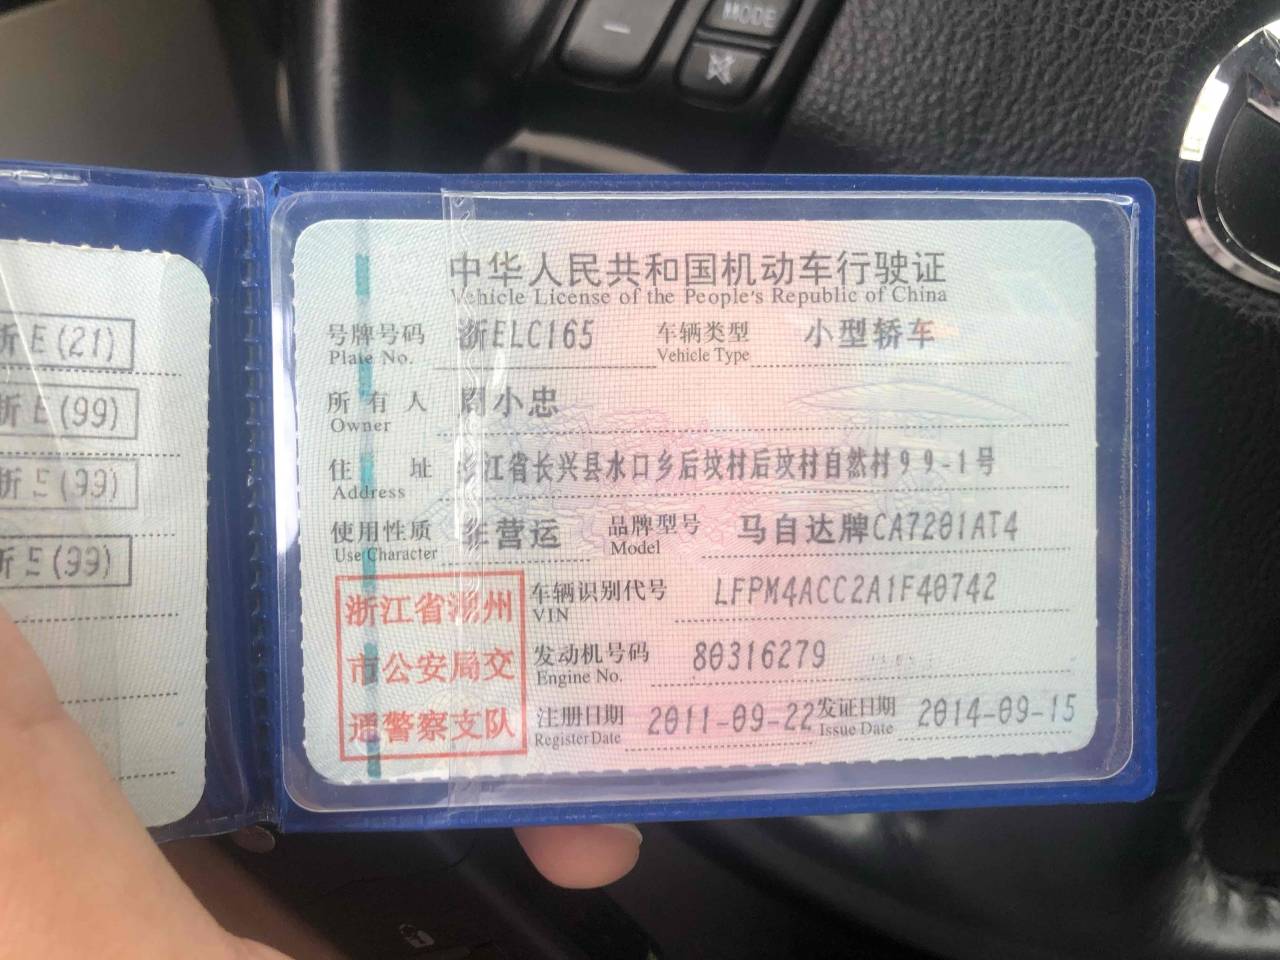 MODE
中华人民共和国机动车行驶证
Vehicle License of the People's Republic of China
号牌号码 浙ELC165 车辆类型 小型轿车
Plate No. Vehicle Type
所有人 周小忠
Owner
住址 浙江省长兴县水口乡后坟村后坟村自然村99-1号
Address
使用性质 非营运 品牌型号 马自达牌CA7201AT4
Use Character Model
车辆识别代号 LFPM4ACC2A1F40742
VIN
发动机号码 80316279
Engine No.
注册日期 2011-09-22 发证日期 2014-09-15
Register Date Issue Date
浙江省湖州
市公安局交
通警察支队
浙E(21)
浙E(99)
浙E(99)
浙E(99)